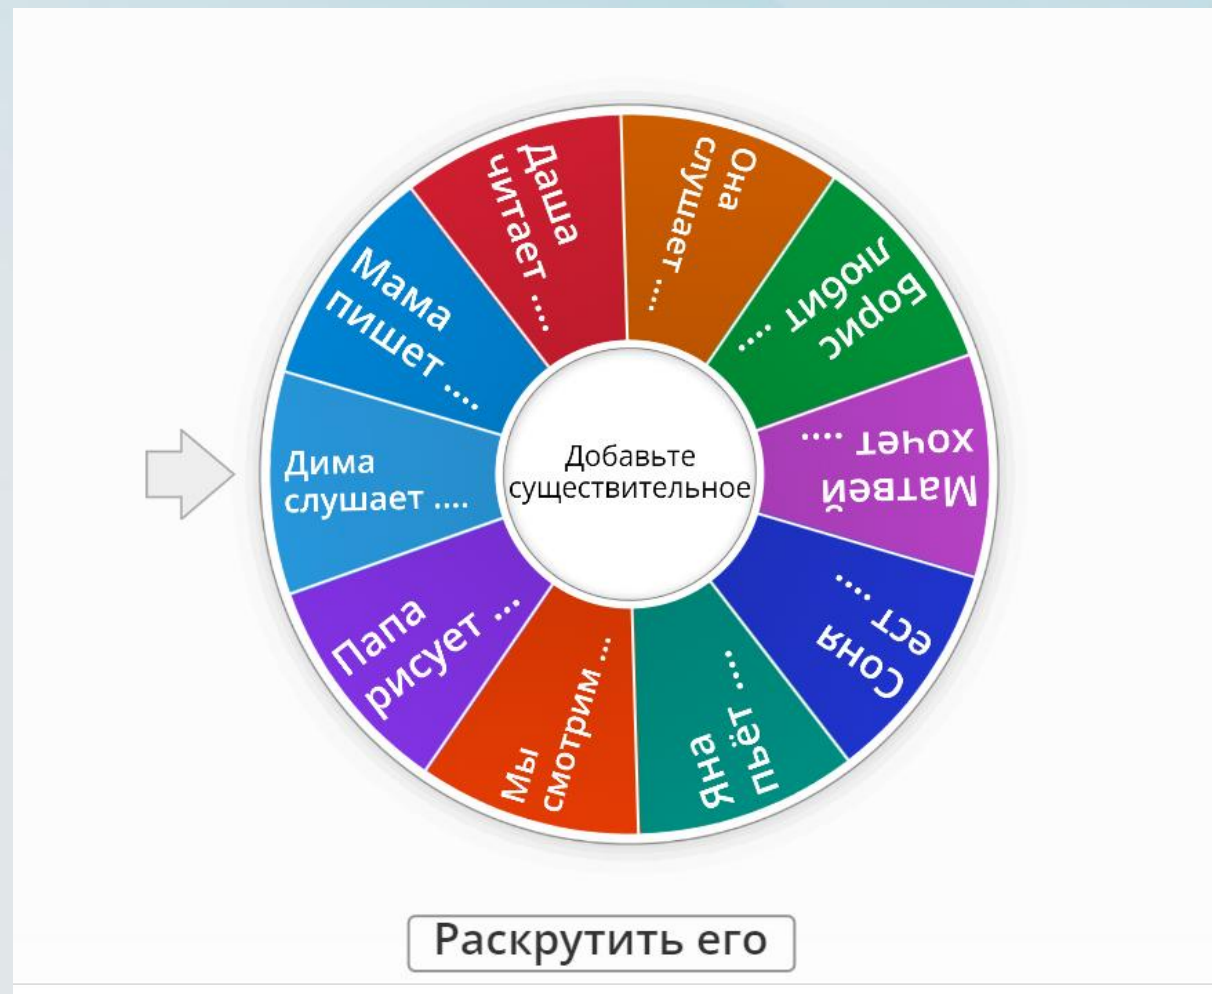 Она
слушает ....
Борис
любит ....
Матвей
хочет ....
Соня
ест ....
Яна
пьёт ....
Мы
смотрим ...
Папа
рисует ...
Дима
слушает ....
Мама
пишет ....
Даша
читает ....
Добавьте
существительное
Раскрутить его